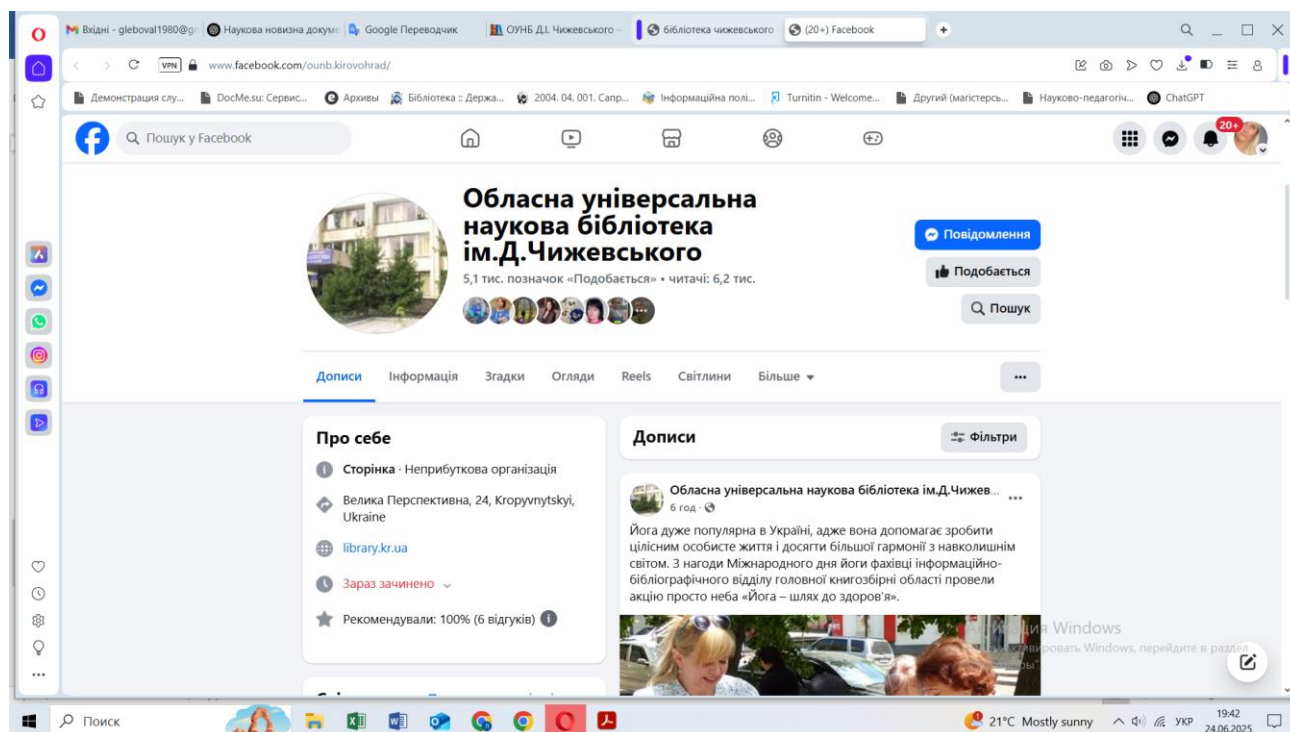 Вхідні - gleboval1980@g
Наукова новизна докуме
Google Переводчик
ОУНБ Д.І. Чижевського –
бібліотека чижевського
(20+) Facebook
VPN
www.facebook.com/ounb.kirovohrad/
Демонстрация слу...
DocMe.su: Сервис...
Архивы
Бібліотека :: Держа...
2004. 04. 001. Сапр...
Інформаційна полі...
Turnitin - Welcome...
Другий (магістерсь...
Науково-педагогіч...
ChatGPT
Пошук у Facebook
20+
Обласна універсальна
наукова бібліотека
ім.Д.Чижевського
5,1 тис. позначок «Подобається» • читачі: 6,2 тис.
Повідомлення
Подобається
Пошук
Дописи
Інформація
Згадки
Огляди
Reels
Світлини
Більше
Про себе
Сторінка · Неприбуткова організація
Велика Перспективна, 24, Kropyvnytskyi,
Ukraine
library.kr.ua
Зараз зачинено
Рекомендували: 100% (6 відгуків)
Дописи
Фільтри
Обласна універсальна наукова бібліотека ім.Д.Чижев...
6 год ·
Йога дуже популярна в Україні, адже вона допомагає зробити
цілісним особисте життя і досягти більшої гармонії з навколишнім
світом. З нагоди Міжнародного дня йоги фахівці інформаційно-
бібліографічного відділу головної книгозбірні області провели
акцію просто неба «Йога – шлях до здоров'я».
Windows
Windows, перейдите в раздел
Поиск
21°C Mostly sunny
УКР
19:42
24.06.2025